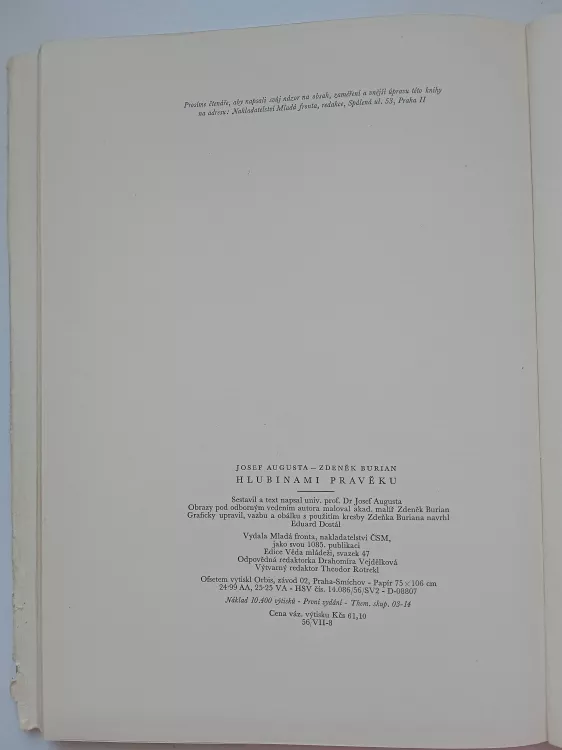 Prosíme čtenáře, aby napsali svůj názor na obsah, zaměření a vnější úpravu této knihy
na adresu: Nakladatelství Mladá fronta, redakce, Spálená ul. 53, Praha II
JOSEF AUGUSTA – ZDENĚK BURIAN
HLUBINAMI PRAVĚKU
Sestavil a text napsal univ. prof. Dr Josef Augusta
Obrazy pod odborným vedením autora maloval akad. malíř Zdeněk Burian
Graficky upravil, vazbu a obálku s použitím kresby Zdeňka Buriana navrhl
Eduard Dostál
Vydala Mladá fronta, nakladatelství ČSM,
jako svou 1085. publikaci
Edice Věda mládeži, svazek 47
Odpovědná redaktorka Drahomíra Vejdělková
Výtvarný redaktor Theodor Rotrekl
Ofsetem vytiskl Orbis, závod 02, Praha-Smíchov – Papír 75 × 106 cm
24·99 AA, 25·25 VA – HSV čís. 14.086/56/SV2 – D-08807
Náklad 10.400 výtisků – První vydání – Them. skup. 03-14
Cena váz. výtisku Kčs 61,10
56/VII-8